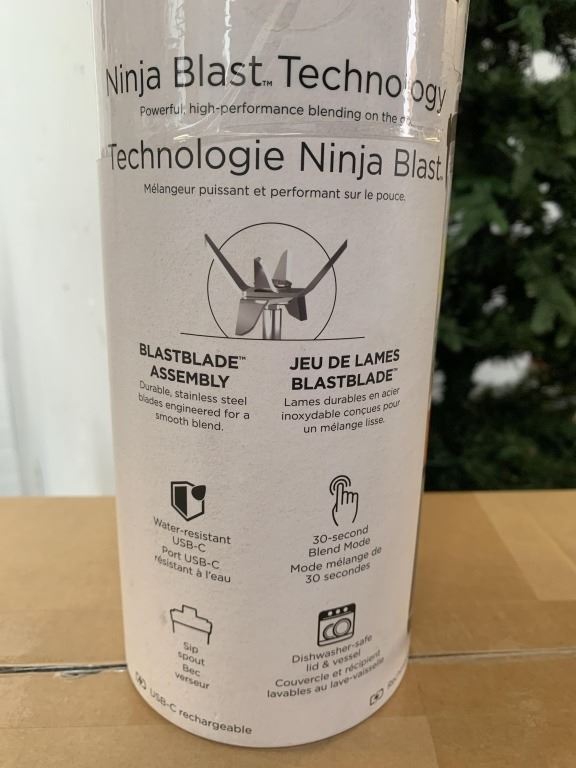 Ninja Blast™ Technology
Powerful, high-performance blending on the
Technologie Ninja Blast
Mélangeur puissant et performant sur le pouce.
BLASTBLADE™
ASSEMBLY
Durable, stainless steel
blades engineered for a
smooth blend.
JEU DE LAMES
BLASTBLADE™
Lames durables en acier
inoxydable conçues pour
un mélange lisse.
Water-resistant
USB-C
Port USB-C
résistant à l'eau
30-second
Blend Mode
Mode mélange de
30 secondes
Sip
spout
Bec
verseur
Dishwasher-safe
lid & vessel
Couvercle et récipient
lavables au lave-vaisselle
USB-C rechargeable